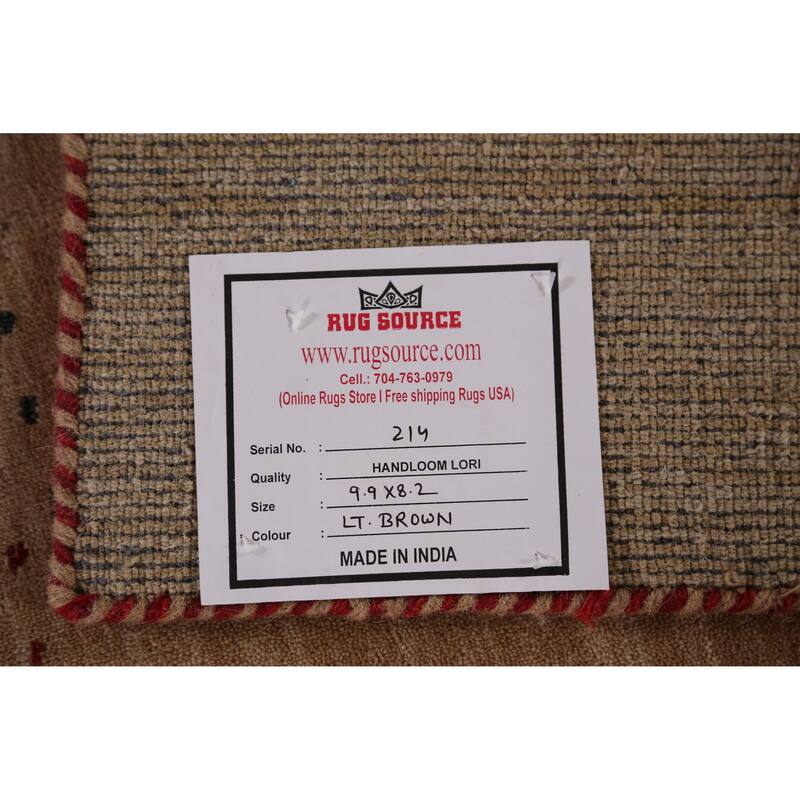 RUG SOURCE
www.rugsource.com
Cell.: 704-763-0979
(Online Rugs Store I Free shipping Rugs USA)
Serial No. : 214
Quality : HANDLOOM LORI
Size : 9.9 X 8.2
Colour : LT. BROWN
MADE IN INDIA